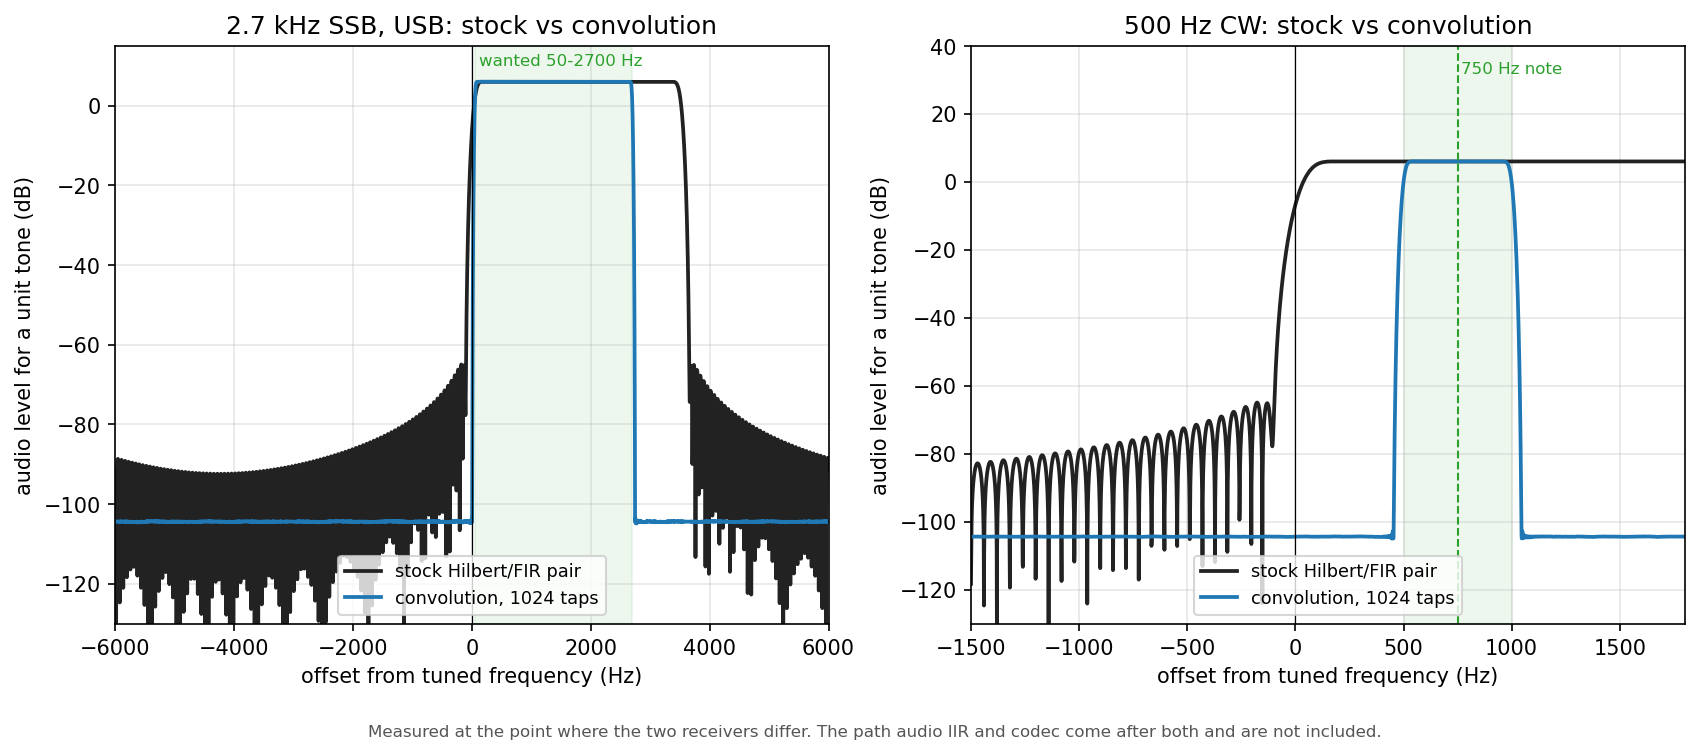 2.7 kHz SSB, USB: stock vs convolution
wanted 50-2700 Hz
audio level for a unit tone (dB)
0
−20
−40
−60
−80
−100
−120
stock Hilbert/FIR pair
convolution, 1024 taps
−6000 −4000 −2000 0 2000 4000 6000
offset from tuned frequency (Hz)
500 Hz CW: stock vs convolution
750 Hz note
audio level for a unit tone (dB)
40
20
0
−20
−40
−60
−80
−100
−120
stock Hilbert/FIR pair
convolution, 1024 taps
−1500 −1000 −500 0 500 1000 1500
offset from tuned frequency (Hz)
Measured at the point where the two receivers differ. The path audio IIR and codec come after both and are not included.